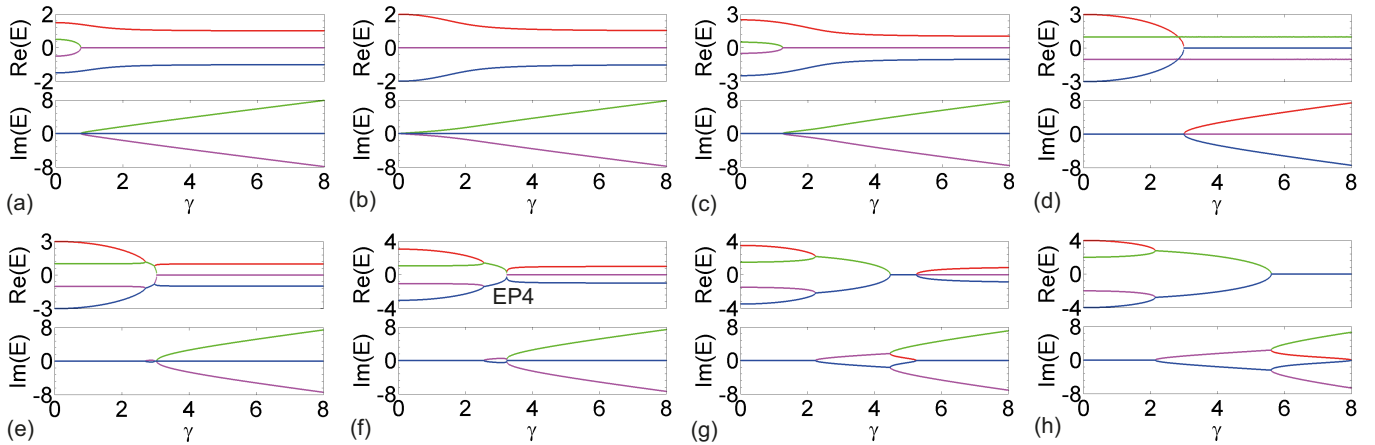 Re(E) 2 0 -2
Im(E) 8 0 -8
0 2 4 6 8
(a) γ
Re(E) 2 0 -2
Im(E) 8 0 -8
0 2 4 6 8
(b) γ
Re(E) 3 0 -3
Im(E) 8 0 -8
0 2 4 6 8
(c) γ
Re(E) 3 0 -3
Im(E) 8 0 -8
0 2 4 6 8
(d) γ
Re(E) 3 0 -3
Im(E) 8 0 -8
0 2 4 6 8
(e) γ
Re(E) 4 0 -4
EP4
Im(E) 8 0 -8
0 2 4 6 8
(f) γ
Re(E) 4 0 -4
Im(E) 8 0 -8
0 2 4 6 8
(g) γ
Re(E) 4 0 -4
Im(E) 8 0 -8
0 2 4 6 8
(h) γ